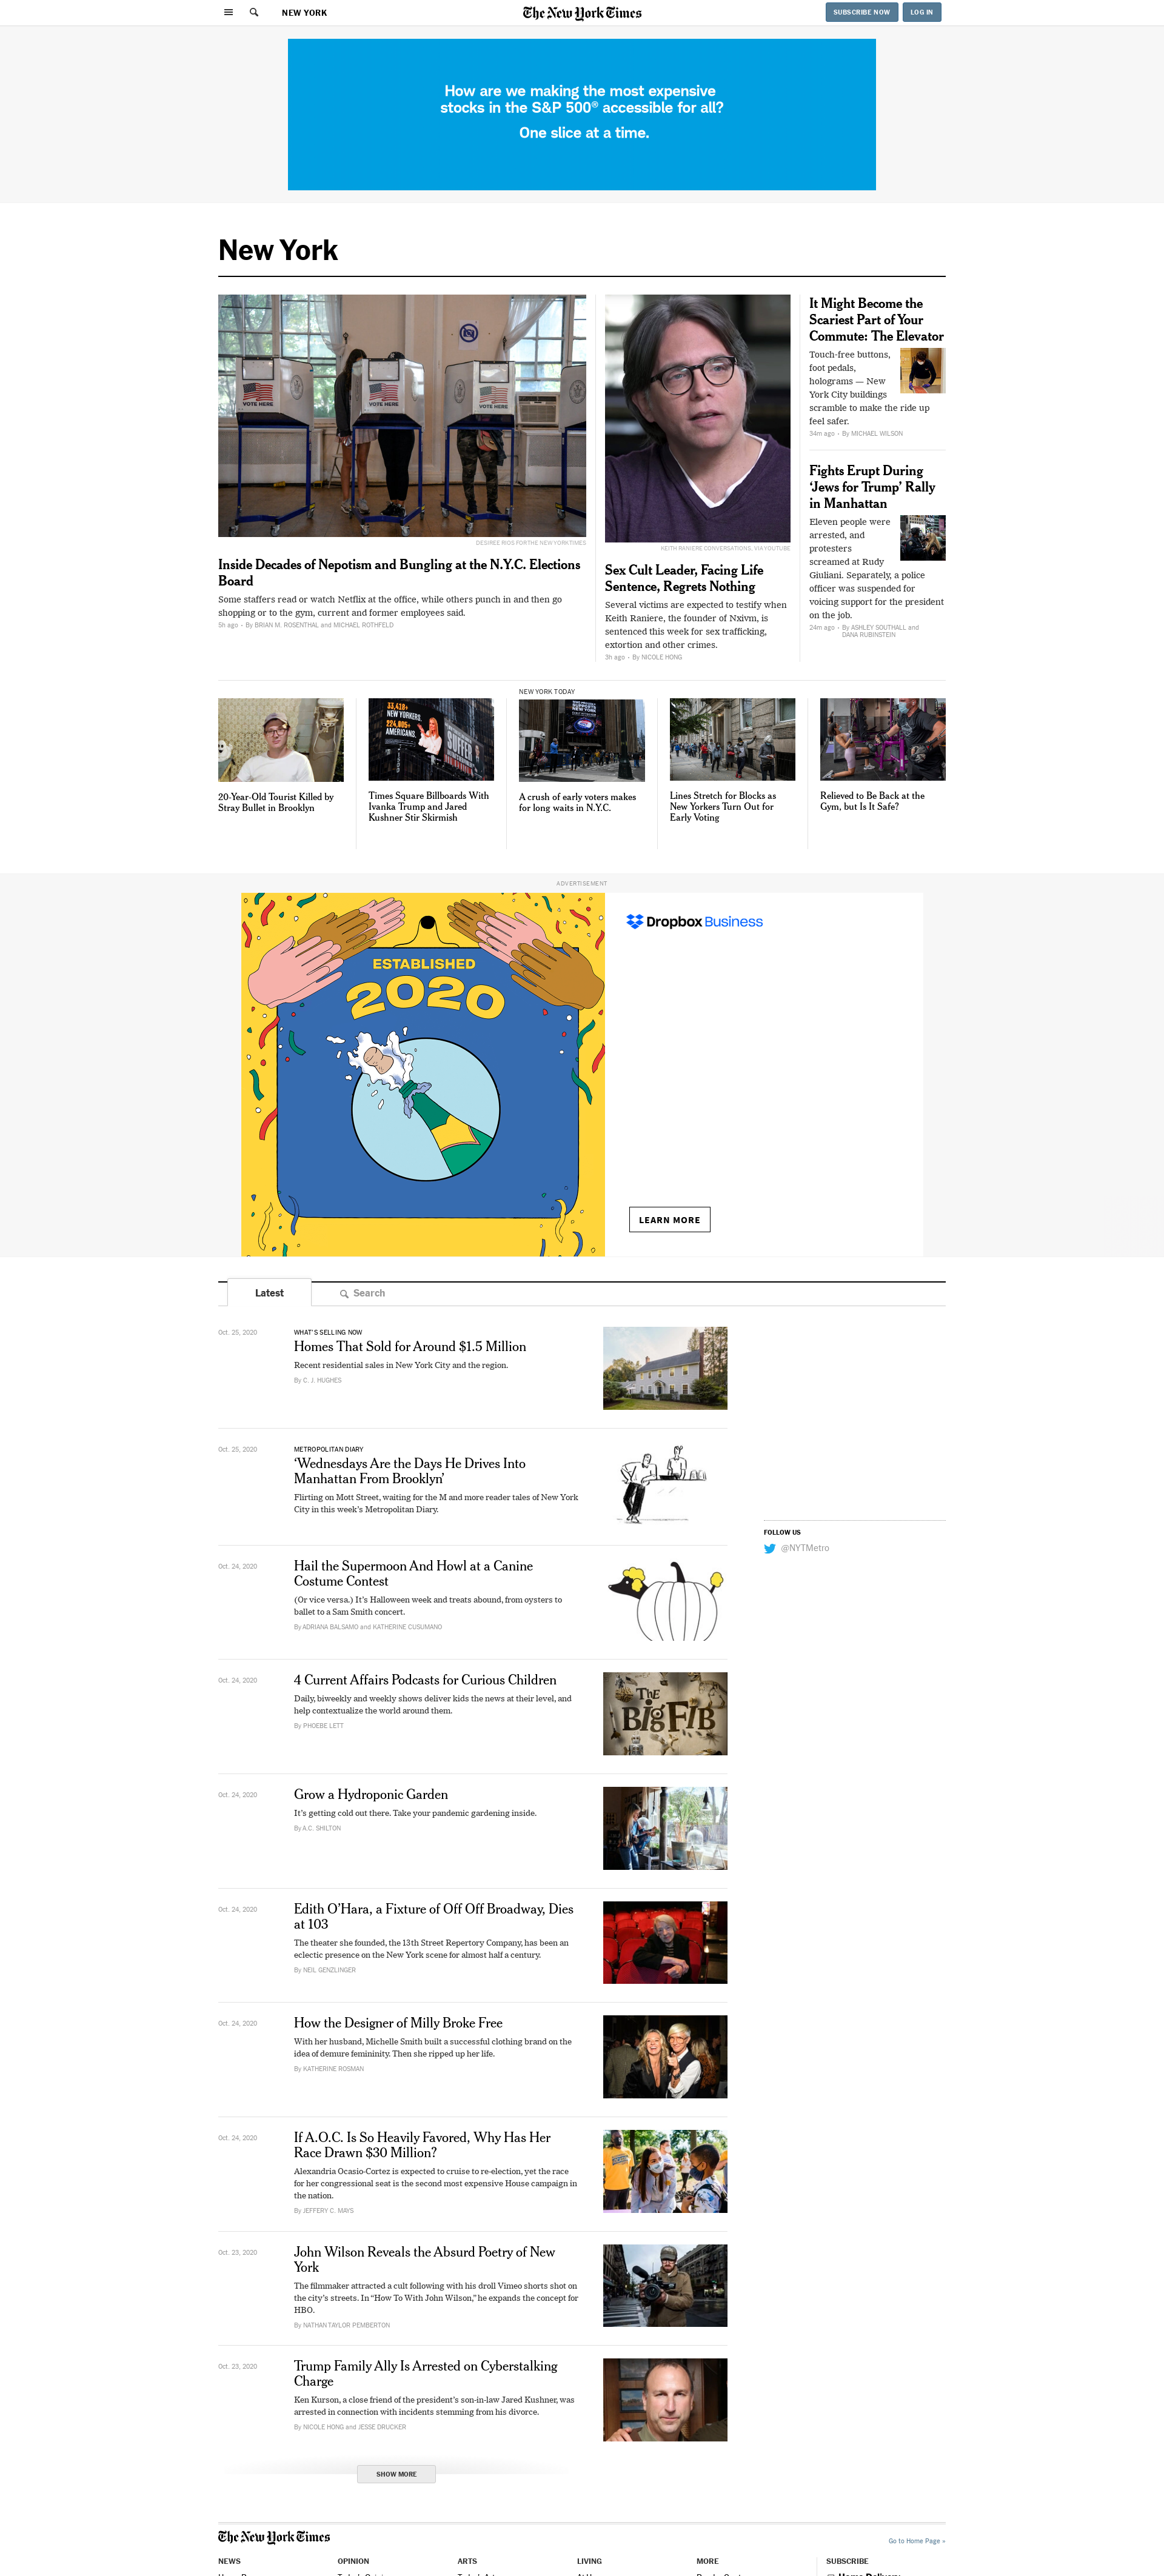 NEW YORK
The New York Times
SUBSCRIBE NOW
LOG IN
How are we making the most expensive
stocks in the S&P 500® accessible for all?
One slice at a time.
New York
VOTE HERE
VOTE HERE
VOTE HERE
DESIREE RIOS FOR THE NEW YORK TIMES
Inside Decades of Nepotism and Bungling at the N.Y.C. Elections
Board
Some staffers read or watch Netflix at the office, while others punch in and then go
shopping or to the gym, current and former employees said.
5h ago • By BRIAN M. ROSENTHAL and MICHAEL ROTHFELD
KEITH RANIERE CONVERSATIONS, VIA YOUTUBE
Sex Cult Leader, Facing Life
Sentence, Regrets Nothing
Several victims are expected to testify when
Keith Raniere, the founder of Nxivm, is
sentenced this week for sex trafficking,
extortion and other crimes.
3h ago • By NICOLE HONG
It Might Become the
Scariest Part of Your
Commute: The Elevator
Touch-free buttons,
foot pedals,
holograms — New
York City buildings
scramble to make the ride up
feel safer.
34m ago • By MICHAEL WILSON
Fights Erupt During
‘Jews for Trump’ Rally
in Manhattan
Eleven people were
arrested, and
protesters
screamed at Rudy
Giuliani. Separately, a police
officer was suspended for
voicing support for the president
on the job.
24m ago • By ASHLEY SOUTHALL and
DANA RUBINSTEIN
20-Year-Old Tourist Killed by
Stray Bullet in Brooklyn
33,418+
NEW YORKERS.
224,005+
AMERICANS.
SUFFER
Times Square Billboards With
Ivanka Trump and Jared
Kushner Stir Skirmish
NEW YORK TODAY
A crush of early voters makes
for long waits in N.Y.C.
Lines Stretch for Blocks as
New Yorkers Turn Out for
Early Voting
Relieved to Be Back at the
Gym, but Is It Safe?
ADVERTISEMENT
ESTABLISHED
2020
Dropbox Business
LEARN MORE
Latest
Search
Oct. 25, 2020
WHAT'S SELLING NOW
Homes That Sold for Around $1.5 Million
Recent residential sales in New York City and the region.
By C. J. HUGHES
Oct. 25, 2020
METROPOLITAN DIARY
‘Wednesdays Are the Days He Drives Into
Manhattan From Brooklyn’
Flirting on Mott Street, waiting for the M and more reader tales of New York
City in this week’s Metropolitan Diary.
FOLLOW US
@NYTMetro
Oct. 24, 2020
Hail the Supermoon And Howl at a Canine
Costume Contest
(Or vice versa.) It’s Halloween week and treats abound, from oysters to
ballet to a Sam Smith concert.
By ADRIANA BALSAMO and KATHERINE CUSUMANO
Oct. 24, 2020
4 Current Affairs Podcasts for Curious Children
Daily, biweekly and weekly shows deliver kids the news at their level, and
help contextualize the world around them.
By PHOEBE LETT
THE
BiG FiB
Oct. 24, 2020
Grow a Hydroponic Garden
It’s getting cold out there. Take your pandemic gardening inside.
By A.C. SHILTON
Oct. 24, 2020
Edith O’Hara, a Fixture of Off Off Broadway, Dies
at 103
The theater she founded, the 13th Street Repertory Company, has been an
eclectic presence on the New York scene for almost half a century.
By NEIL GENZLINGER
Oct. 24, 2020
How the Designer of Milly Broke Free
With her husband, Michelle Smith built a successful clothing brand on the
idea of demure femininity. Then she ripped up her life.
By KATHERINE ROSMAN
Oct. 24, 2020
If A.O.C. Is So Heavily Favored, Why Has Her
Race Drawn $30 Million?
Alexandria Ocasio-Cortez is expected to cruise to re-election, yet the race
for her congressional seat is the second most expensive House campaign in
the nation.
By JEFFERY C. MAYS
Oct. 23, 2020
John Wilson Reveals the Absurd Poetry of New
York
The filmmaker attracted a cult following with his droll Vimeo shorts shot on
the city’s streets. In “How To With John Wilson,” he expands the concept for
HBO.
By NATHAN TAYLOR PEMBERTON
Oct. 23, 2020
Trump Family Ally Is Arrested on Cyberstalking
Charge
Ken Kurson, a close friend of the president’s son-in-law Jared Kushner, was
arrested in connection with incidents stemming from his divorce.
By NICOLE HONG and JESSE DRUCKER
SHOW MORE
The New York Times
Go to Home Page »
NEWS
OPINION
ARTS
LIVING
MORE
SUBSCRIBE